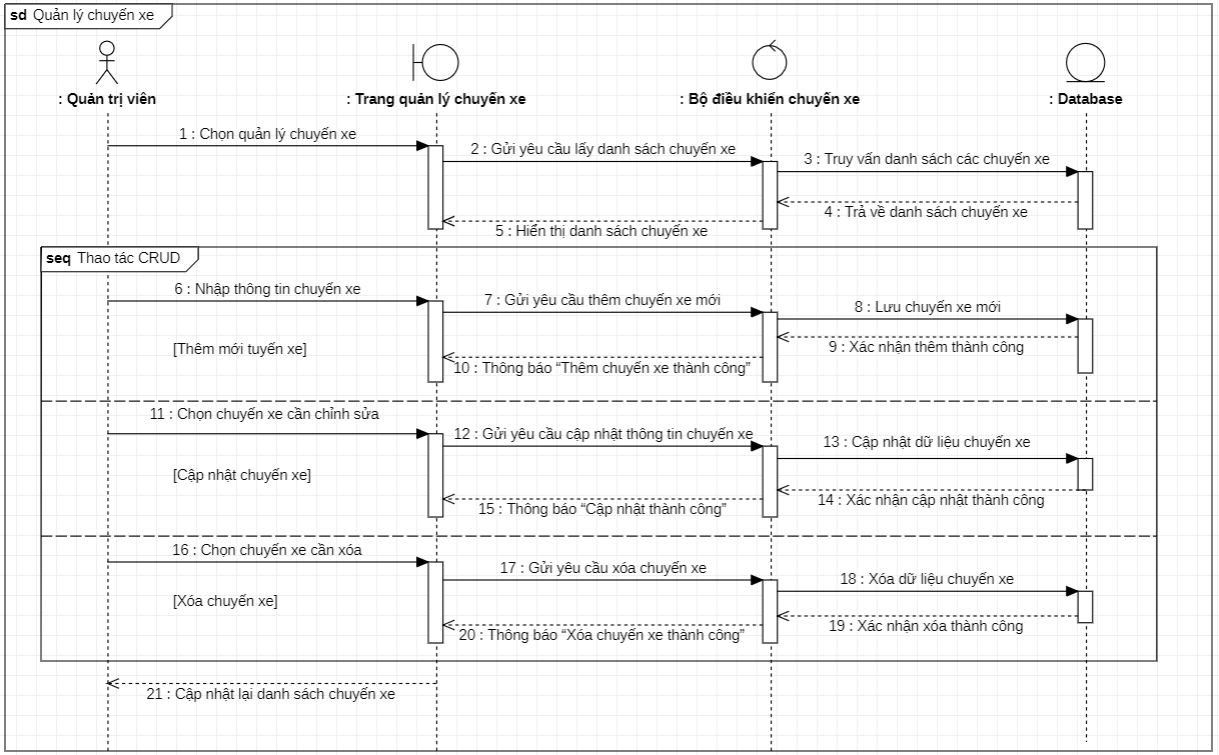 sd Quản lý chuyến xe
: Quản trị viên
: Trang quản lý chuyến xe
: Bộ điều khiển chuyến xe
: Database
1 : Chọn quản lý chuyến xe
2 : Gửi yêu cầu lấy danh sách chuyến xe
3 : Truy vấn danh sách các chuyến xe
4 : Trả về danh sách chuyến xe
5 : Hiển thị danh sách chuyến xe
seq Thao tác CRUD
6 : Nhập thông tin chuyến xe
7 : Gửi yêu cầu thêm chuyến xe mới
8 : Lưu chuyến xe mới
[Thêm mới tuyến xe]
9 : Xác nhận thêm thành công
10 : Thông báo “Thêm chuyến xe thành công”
11 : Chọn chuyến xe cần chỉnh sửa
12 : Gửi yêu cầu cập nhật thông tin chuyến xe
13 : Cập nhật dữ liệu chuyến xe
[Cập nhật chuyến xe]
14 : Xác nhận cập nhật thành công
15 : Thông báo “Cập nhật thành công”
16 : Chọn chuyến xe cần xóa
17 : Gửi yêu cầu xóa chuyến xe
18 : Xóa dữ liệu chuyến xe
[Xóa chuyến xe]
19 : Xác nhận xóa thành công
20 : Thông báo “Xóa chuyến xe thành công”
21 : Cập nhật lại danh sách chuyến xe